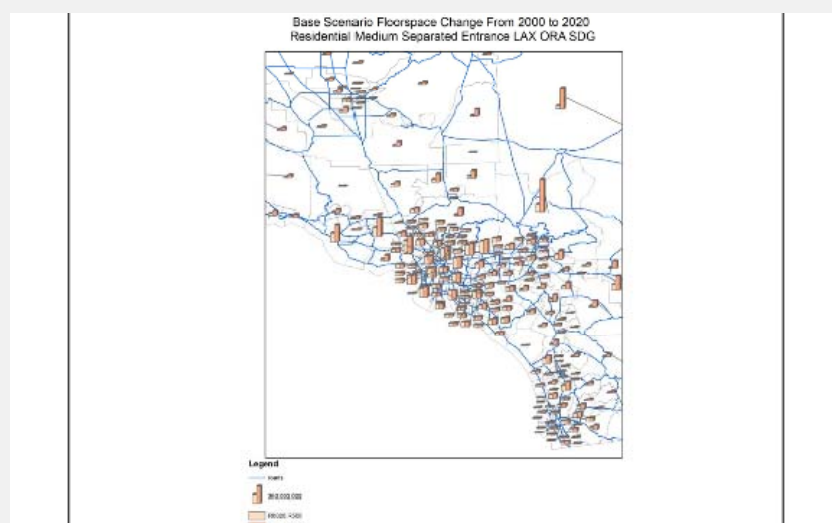 Base Scenario Floorspace Change From 2000 to 2020
Residential Medium Separated Entrance LAX ORA SDG
Legend